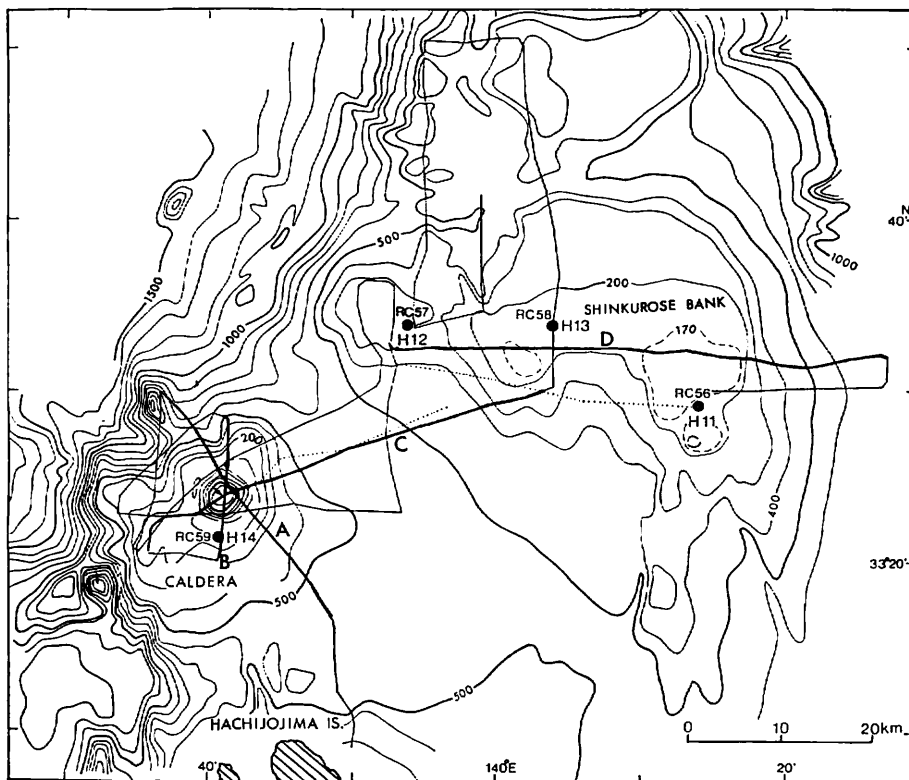 N
40'
500
1500
1000
1000
200
SHINKUROSE BANK
RC57
RC58
H13
H12
170
D
RC56
H11
200
C
400
RC59
H14
A
B
33°20'
CALDERA
500
500
HACHIJOJIMA IS.
0 10 20km
40'
140°E
20'